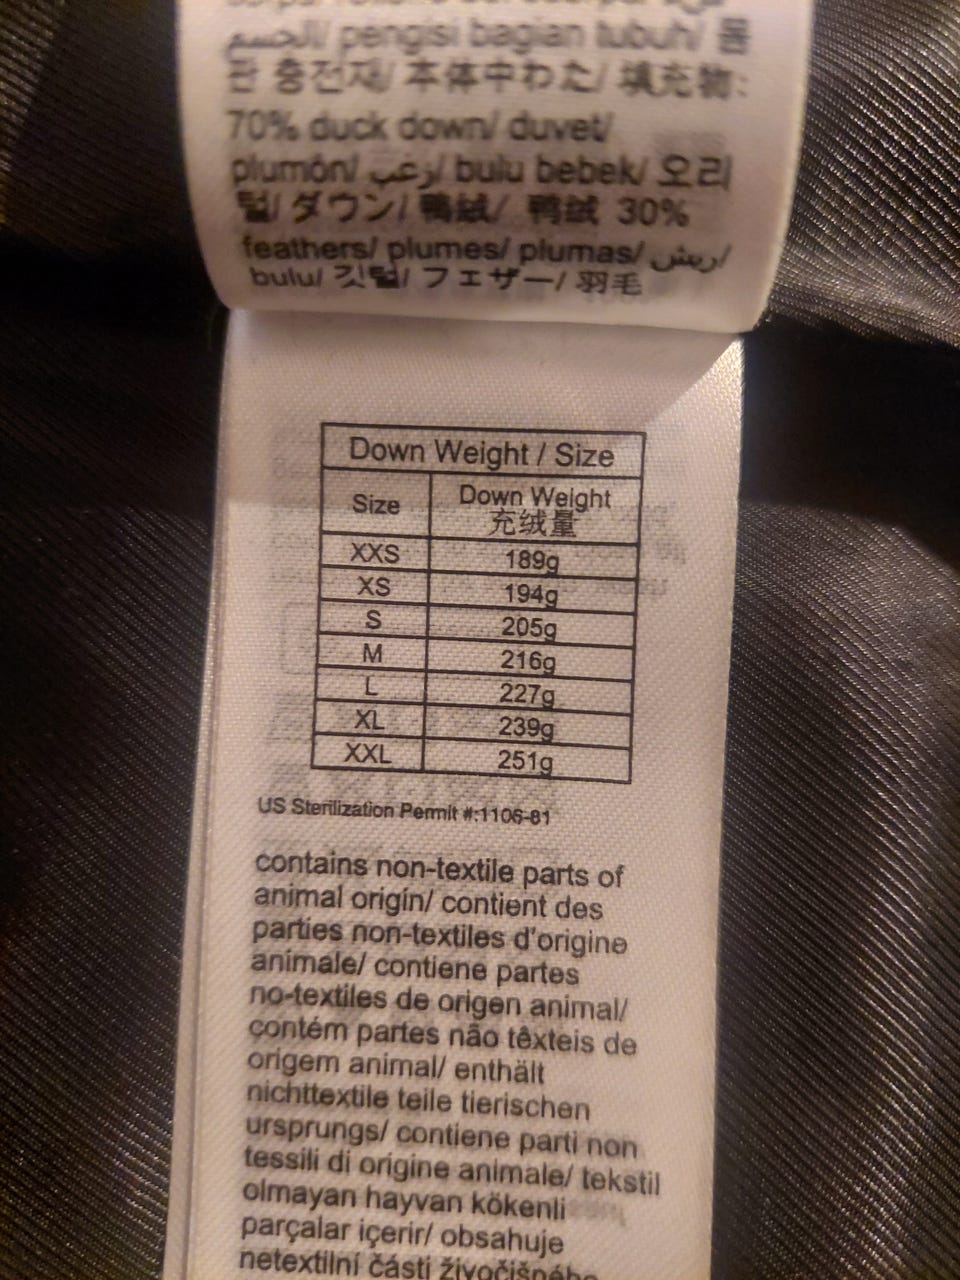 الجسم/ pengisi bagian tubuh/ 몸
판 충전재/ 本体中わた/ 填充物:
70% duck down/ duvet/
plumón/ زغب/ bulu bebek/ 오리
털/ ダウン/ 鴨絨/ 鸭绒 30%
feathers/ plumes/ plumas/ ريش/
bulu/ 깃털/ フェザー/ 羽毛
Down Weight / Size
Size Down Weight
充绒量
XXS 189g
XS 194g
S 205g
M 216g
L 227g
XL 239g
XXL 251g
US Sterilization Permit #:1106-81
contains non-textile parts of
animal origin/ contient des
parties non-textiles d'origine
animale/ contiene partes
no-textiles de origen animal/
contém partes não têxteis de
origem animal/ enthält
nichttextile teile tierischen
ursprungs/ contiene parti non
tessili di origine animale/ tekstil
olmayan hayvan kökenli
parçalar içerir/ obsahuje
netextilní části živočišného